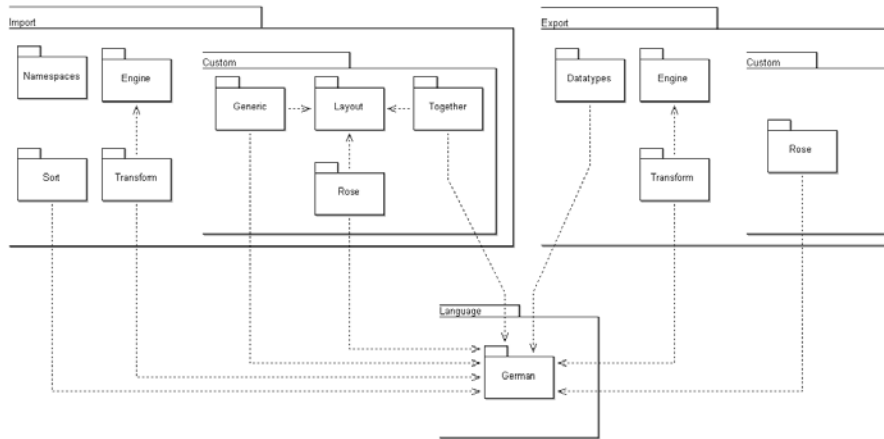 Import
Export
Namespaces
Engine
Custom
Generic
Layout
Together
Datatypes
Engine
Custom
Sort
Transform
Rose
Transform
Rose
Language
German